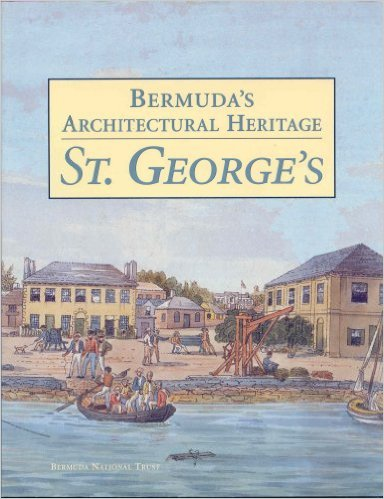 BERMUDA'S
ARCHITECTURAL HERITAGE
ST. GEORGE'S
BERMUDA NATIONAL TRUST